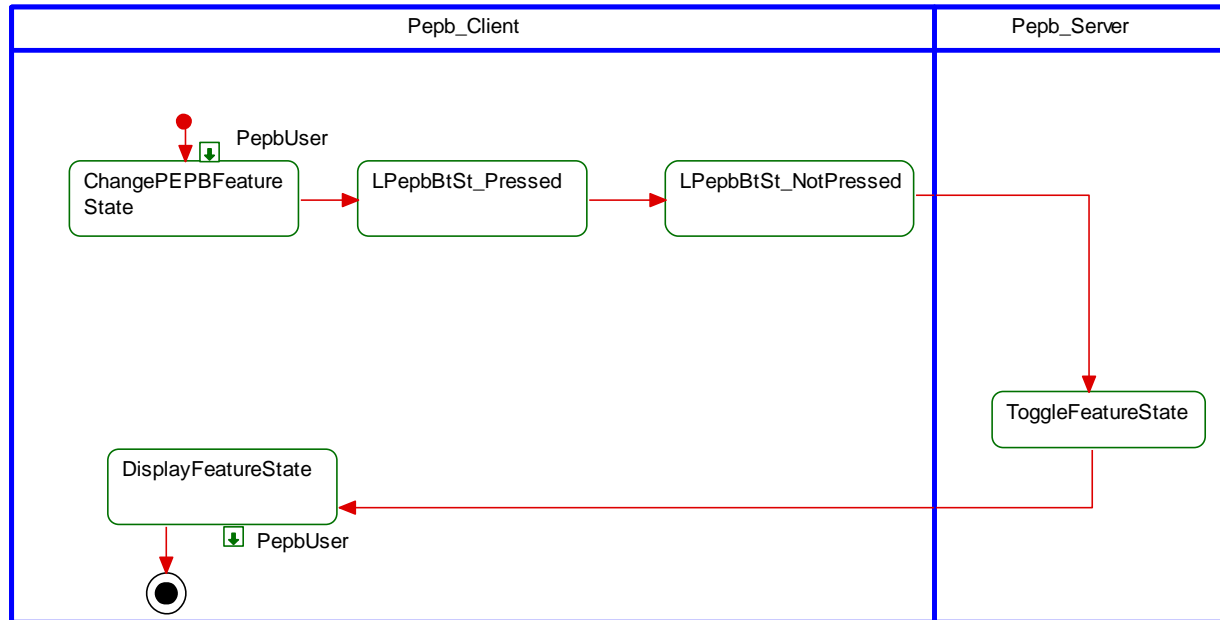 Pepb_Client
Pepb_Server
PepbUser
ChangePEPBFeature
State
LPepbBtSt_Pressed
LPepbBtSt_NotPressed
ToggleFeatureState
DisplayFeatureState
PepbUser